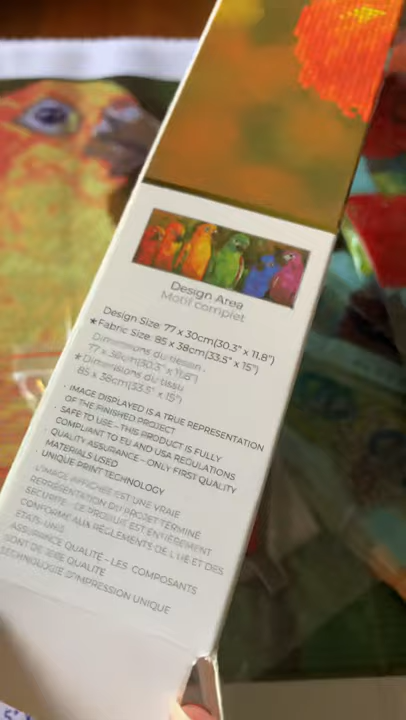 Design Area
Motif complet
Design Size: 77 x 30cm(30.3" x 11.8")
★Fabric Size: 85 x 38cm(33.5" x 15")
Dimensions du dessin :
77 x 30cm(30.3" x 11.8")
★Dimensions du tissu
85 x 38cm(33.5" x 15")
· IMAGE DISPLAYED IS A TRUE REPRESENTATION
OF THE FINISHED PROJECT
· SAFE TO USE – THIS PRODUCT IS FULLY
COMPLIANT TO EU AND USA REGULATIONS
· QUALITY ASSURANCE – ONLY FIRST QUALITY
MATERIALS USED
· UNIQUE PRINT TECHNOLOGY
L'IMAGE AFFICHÉE EST UNE VRAIE
REPRÉSENTATION DU PROJET TERMINÉ
SÉCURITÉ - CE PRODUIT EST ENTIÈREMENT
CONFORME AUX RÈGLEMENTS DE L'UE ET DES
ÉTATS-UNIS
ASSURANCE QUALITÉ – LES COMPOSANTS
SONT DE 1ÈRE QUALITÉ
TECHNOLOGIE D'IMPRESSION UNIQUE